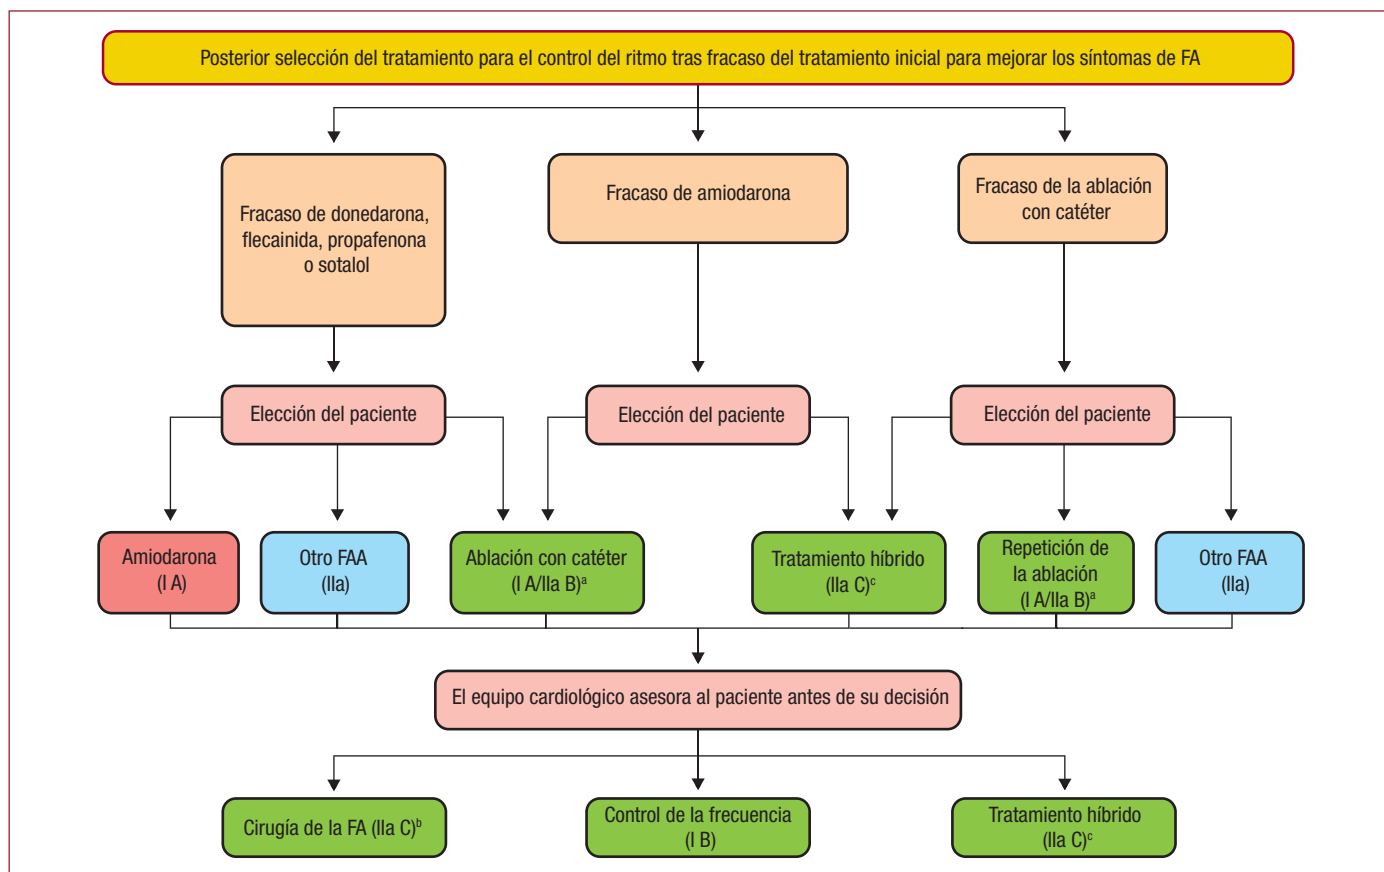 Posterior selección del tratamiento para el control del ritmo tras fracaso del tratamiento inicial para mejorar los síntomas de FA
Fracaso de donedarona,
flecainida, propafenona
o sotalol
Fracaso de amiodarona
Fracaso de la ablación
con catéter
Elección del paciente
Elección del paciente
Elección del paciente
Amiodarona
(I A)
Otro FAA
(IIa)
Ablación con catéter
(I A/IIa B)ᵃ
Tratamiento híbrido
(IIa C)ᶜ
Repetición de
la ablación
(I A/IIa B)ᵃ
Otro FAA
(IIa)
El equipo cardiológico asesora al paciente antes de su decisión
Cirugía de la FA (IIa C)ᵇ
Control de la frecuencia
(I B)
Tratamiento híbrido
(IIa C)ᶜ